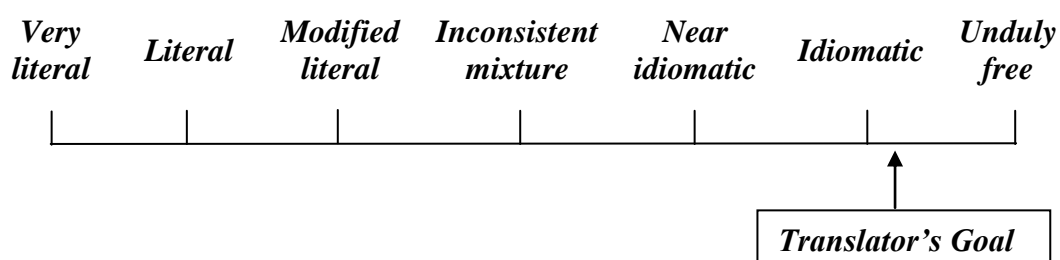 Very literal
Literal
Modified literal
Inconsistent mixture
Near idiomatic
Idiomatic
Unduly free
Translator's Goal